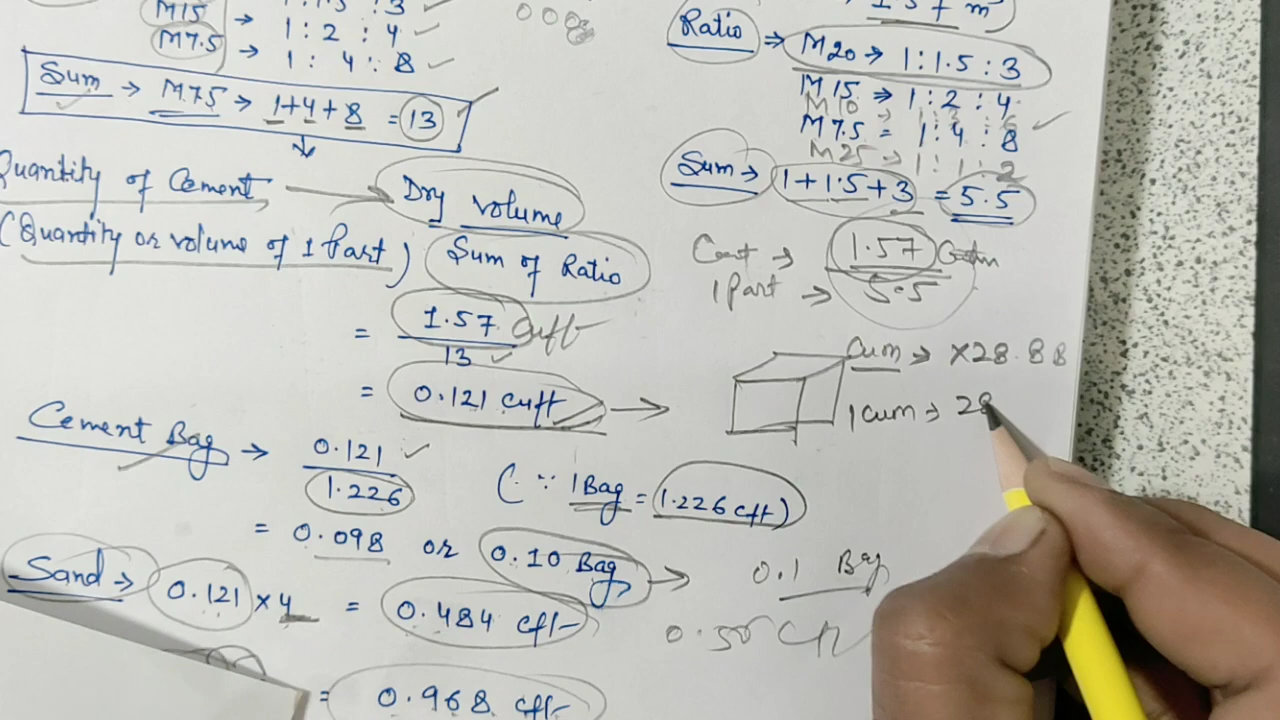 M15 → 1 : 2 : 4
M7.5 → 1 : 4 : 8
Sum → M7.5 → 1+4+8 = 13
Quantity of Cement → Dry volume
(Quantity or volume of 1 Part) Sum of Ratio
= 1.57 cuft
13
= 0.121 cuft →
Cement Bag → 0.121
1.226
(∵ 1 Bag = 1.226 cft)
= 0.098 or 0.10 Bag → 0.1 Bag
Sand → 0.121 × 4 = 0.484 cft
0.50 cft
= 0.968 cft
Ratio ⇒ M20 → 1 : 1.5 : 3
M15 ⇒ 1 : 2 : 4
M10
M7.5 = 1 : 4 : 8
M25 → 1 : 1 : 2
Sum → 1+1.5+3 = 5.5
→ 1.57
1 Part → 5.5
Cum → ×28.88
1 Cum → 28